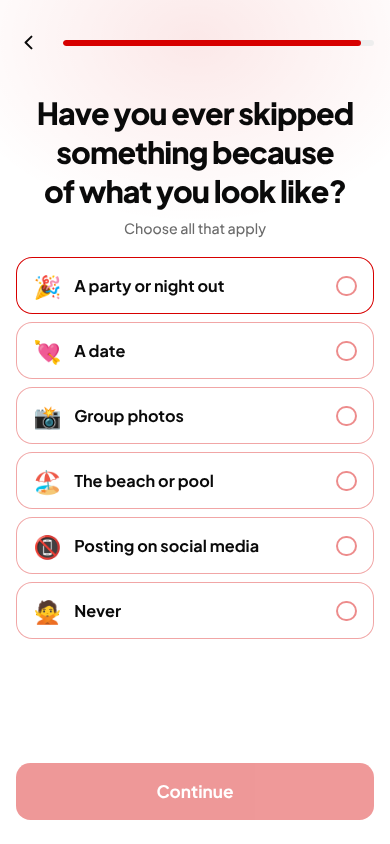 Have you ever skipped
something because
of what you look like?
Choose all that apply
A party or night out
A date
Group photos
The beach or pool
Posting on social media
Never
Continue